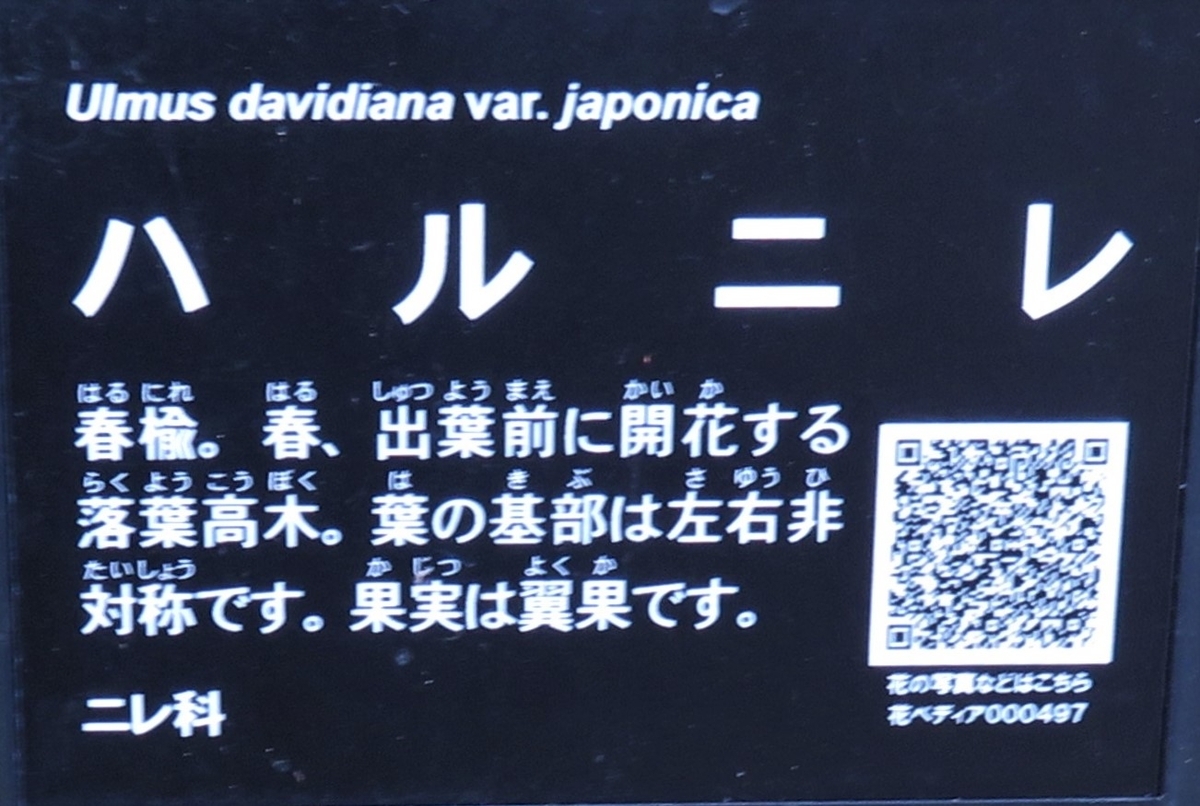 Ulmus davidiana var. japonica
ハルニレ
はる にれ はる しゅつ よう まえ かい か
春楡。春、出葉前に開花する
らく よう こう ぼく は き ぶ さ ゆう ひ
落葉高木。葉の基部は左右非
たいしょう か じつ よく か
対称です。果実は翼果です。
ニレ科
花の写真などはこちら
花ペディア000497